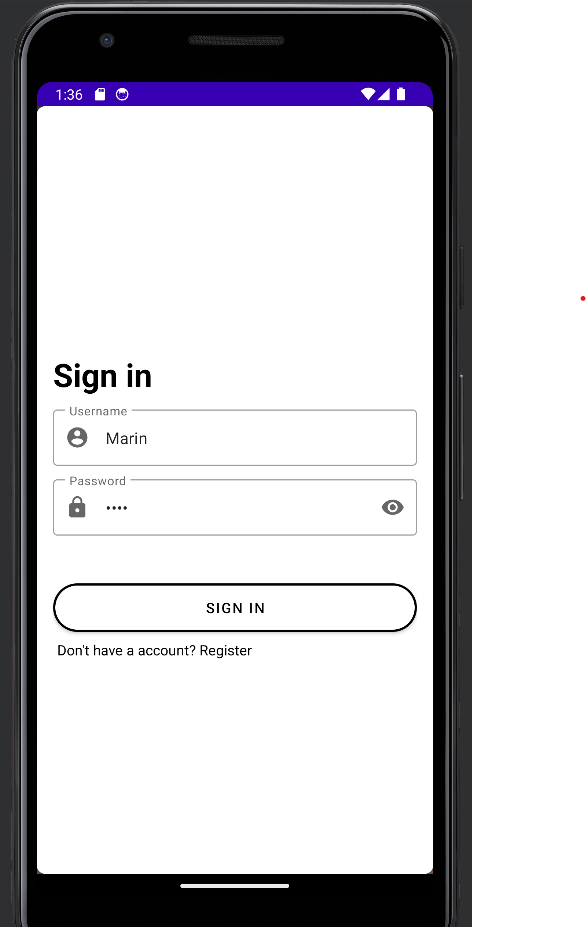 1:36
Sign in
Username
Marin
Password
••••
SIGN IN
Don't have a account? Register